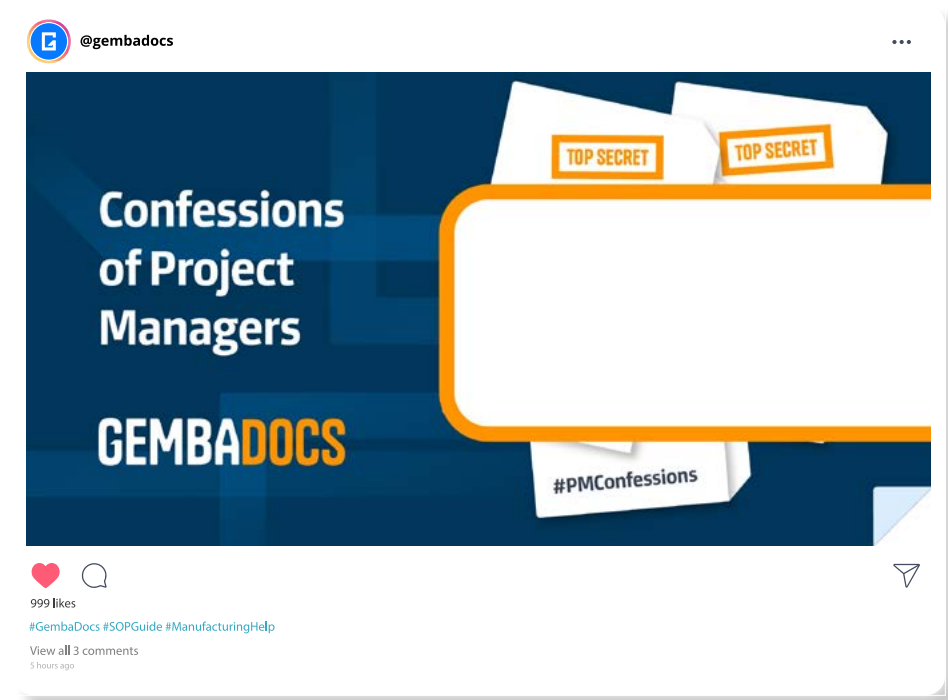 @gembadocs
TOP SECRET
TOP SECRET
Confessions
of Project
Managers
GEMBADOCS
#PMConfessions
999 likes
#GembaDocs #SOPGuide #ManufacturingHelp
View all 3 comments
5 hours ago